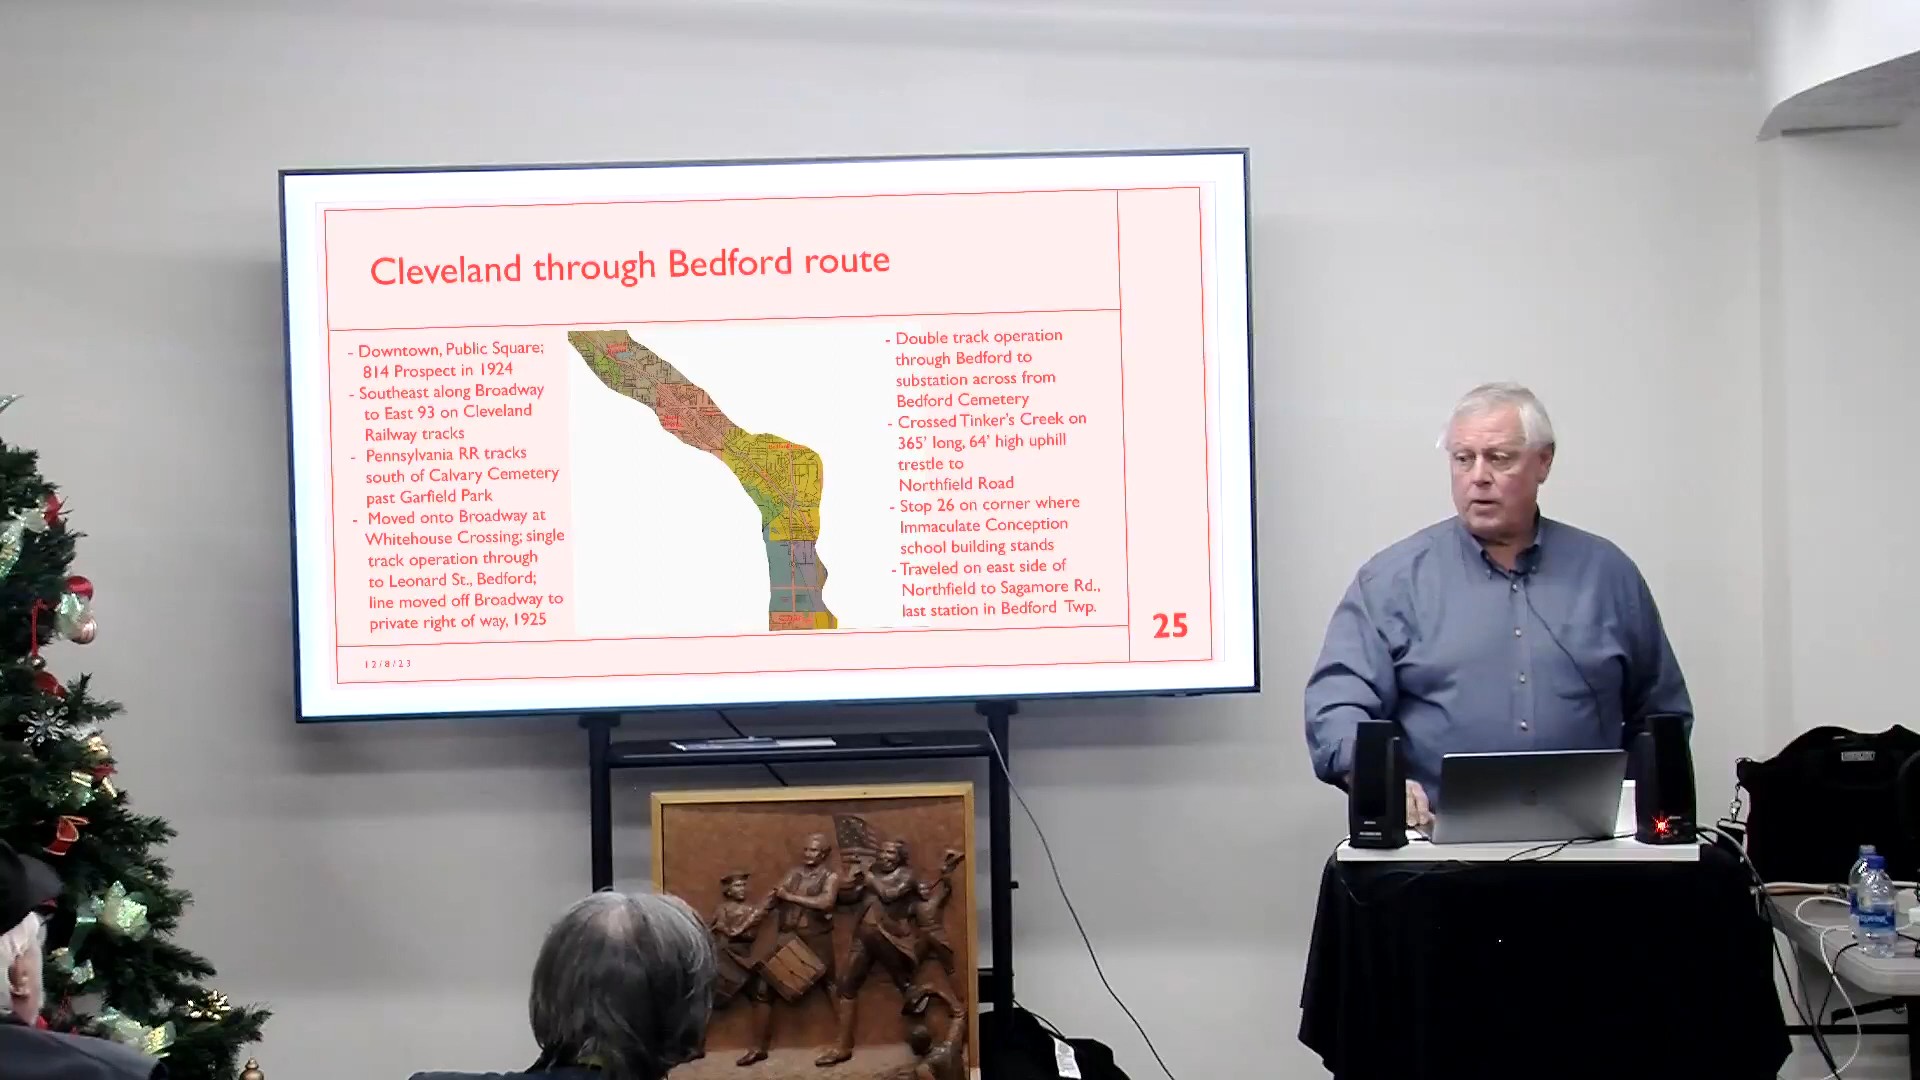 Cleveland through Bedford route
- Downtown, Public Square;
814 Prospect in 1924
- Southeast along Broadway
to East 93 on Cleveland
Railway tracks
- Pennsylvania RR tracks
south of Calvary Cemetery
past Garfield Park
- Moved onto Broadway at
Whitehouse Crossing; single
track operation through
to Leonard St., Bedford;
line moved off Broadway to
private right of way, 1925
- Double track operation
through Bedford to
substation across from
Bedford Cemetery
- Crossed Tinker's Creek on
365' long, 64' high uphill
trestle to
Northfield Road
- Stop 26 on corner where
Immaculate Conception
school building stands
- Traveled on east side of
Northfield to Sagamore Rd.,
last station in Bedford Twp.
25
12/8/23